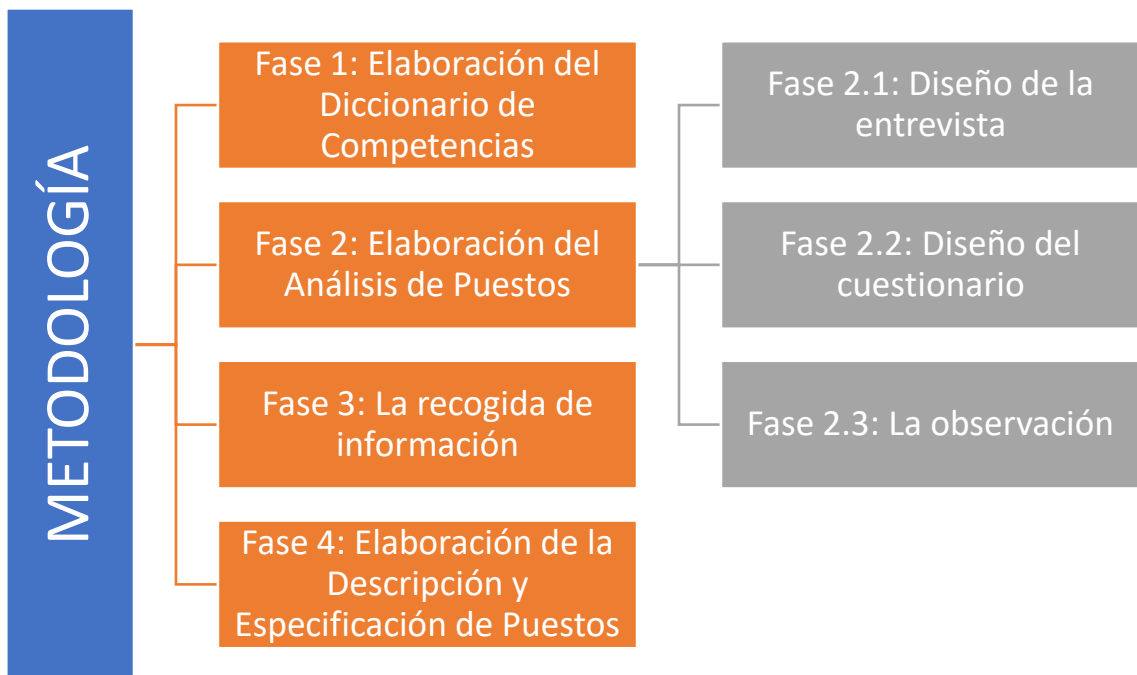 METODOLOGÍA
Fase 1: Elaboración del
Diccionario de
Competencias
Fase 2: Elaboración del
Análisis de Puestos
Fase 2.1: Diseño de la
entrevista
Fase 2.2: Diseño del
cuestionario
Fase 2.3: La observación
Fase 3: La recogida de
información
Fase 4: Elaboración de la
Descripción y
Especificación de Puestos